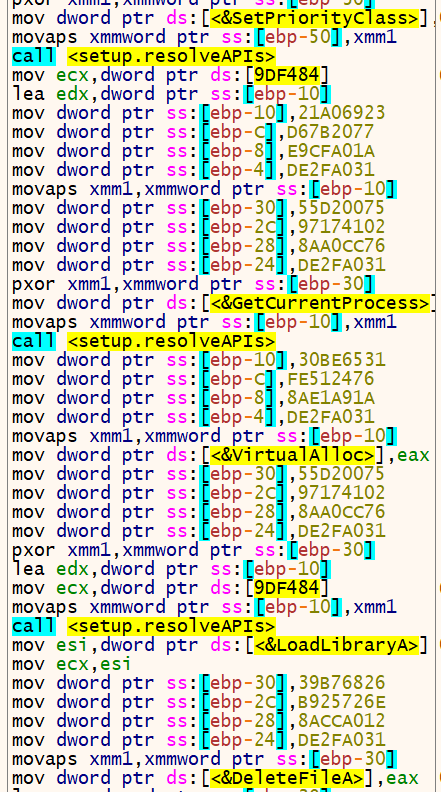 pxor xmm1,xmmword ptr ss:[ebp-30]
mov dword ptr ds:[<&SetPriorityClass>],
movaps xmmword ptr ss:[ebp-50],xmm1
call <setup.resolveAPIs>
mov ecx,dword ptr ds:[9DF484]
lea edx,dword ptr ss:[ebp-10]
mov dword ptr ss:[ebp-10],21A06923
mov dword ptr ss:[ebp-C],D67B2077
mov dword ptr ss:[ebp-8],E9CFA01A
mov dword ptr ss:[ebp-4],DE2FA031
movaps xmm1,xmmword ptr ss:[ebp-10]
mov dword ptr ss:[ebp-30],55D20075
mov dword ptr ss:[ebp-2C],97174102
mov dword ptr ss:[ebp-28],8AA0CC76
mov dword ptr ss:[ebp-24],DE2FA031
pxor xmm1,xmmword ptr ss:[ebp-30]
mov dword ptr ds:[<&GetCurrentProcess>]
movaps xmmword ptr ss:[ebp-10],xmm1
call <setup.resolveAPIs>
mov dword ptr ss:[ebp-10],30BE6531
mov dword ptr ss:[ebp-C],FE512476
mov dword ptr ss:[ebp-8],8AE1A91A
mov dword ptr ss:[ebp-4],DE2FA031
movaps xmm1,xmmword ptr ss:[ebp-10]
mov dword ptr ds:[<&VirtualAlloc>],eax
mov dword ptr ss:[ebp-30],55D20075
mov dword ptr ss:[ebp-2C],97174102
mov dword ptr ss:[ebp-28],8AA0CC76
mov dword ptr ss:[ebp-24],DE2FA031
pxor xmm1,xmmword ptr ss:[ebp-30]
lea edx,dword ptr ss:[ebp-10]
mov ecx,dword ptr ds:[9DF484]
movaps xmmword ptr ss:[ebp-10],xmm1
call <setup.resolveAPIs>
mov esi,dword ptr ds:[<&LoadLibraryA>]
mov ecx,esi
mov dword ptr ss:[ebp-30],39B76826
mov dword ptr ss:[ebp-2C],B925726E
mov dword ptr ss:[ebp-28],8ACCA012
mov dword ptr ss:[ebp-24],DE2FA031
movaps xmm1,xmmword ptr ss:[ebp-30]
mov dword ptr ds:[<&DeleteFileA>],eax